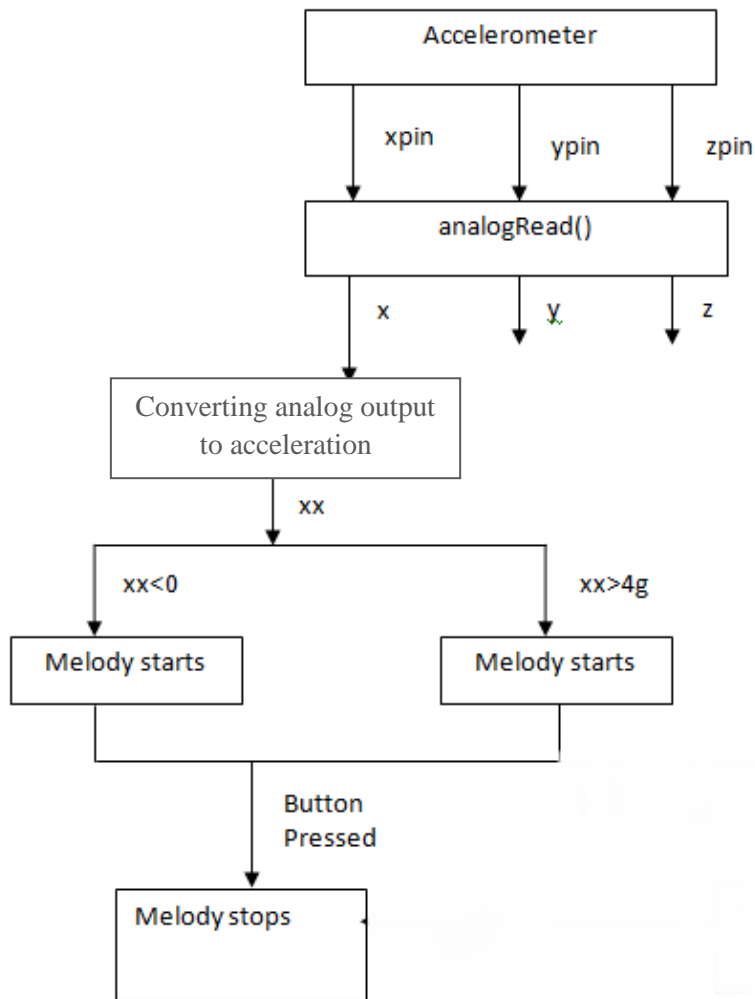 Accelerometer
xpin
ypin
zpin
analogRead()
x
y
z
Converting analog output
to acceleration
xx
xx<0
xx>4g
Melody starts
Melody starts
Button
Pressed
Melody stops